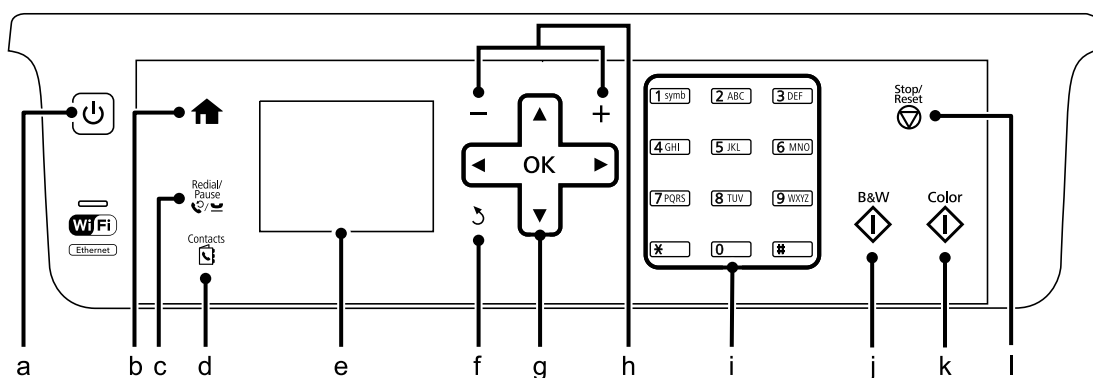 Redial/
Pause
Contacts
Wi Fi
Ethernet
− +
OK
1 symb 2 ABC 3 DEF
4 GHI 5 JKL 6 MNO
7 PQRS 8 TUV 9 WXYZ
* 0 #
Stop/
Reset
B&W Color
a b c d e f g h i j k l